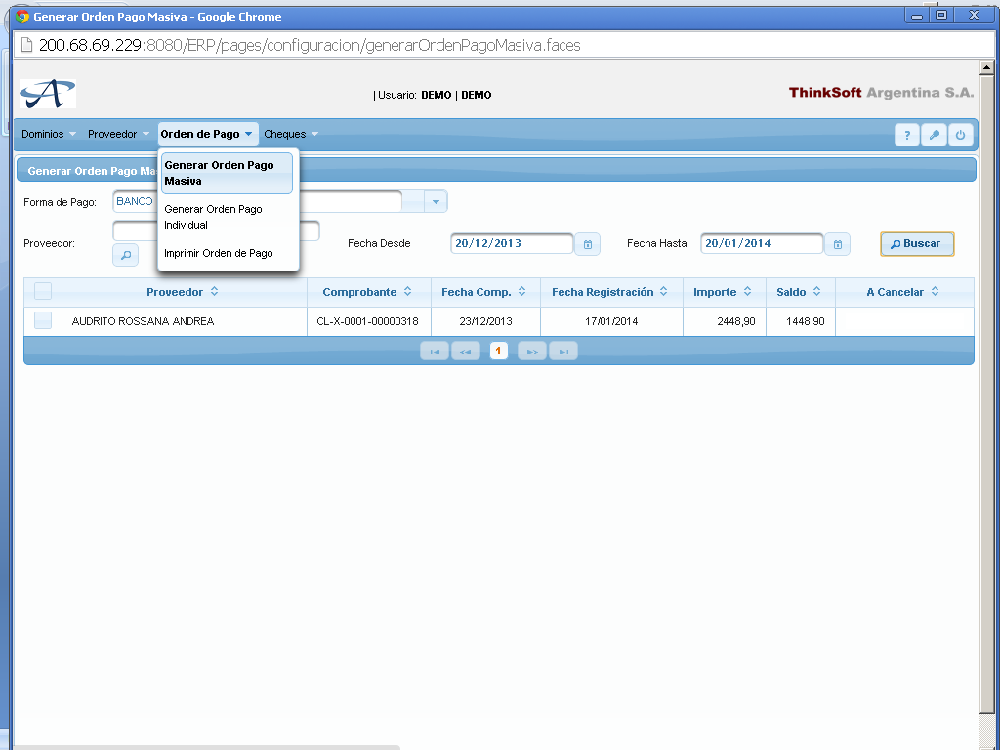 Generar Orden Pago Masiva - Google Chrome
200.68.69.229:8080/ERP/pages/configuracion/generarOrdenPagoMasiva.faces
| Usuario: DEMO | DEMO
ThinkSoft Argentina S.A.
Dominios Proveedor Orden de Pago Cheques ?
Generar Orden Pago Ma
Generar Orden Pago
Masiva
Generar Orden Pago
Individual
Imprimir Orden de Pago
Forma de Pago: BANCO
Proveedor: Fecha Desde 20/12/2013 Fecha Hasta 20/01/2014 Buscar
Proveedor Comprobante Fecha Comp. Fecha Registración Importe Saldo A Cancelar
AUDRITO ROSSANA ANDREA CL-X-0001-00000318 23/12/2013 17/01/2014 2448,90 1448,90
1